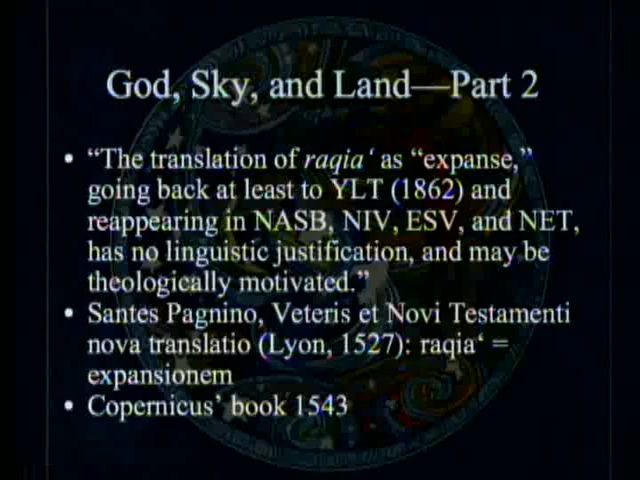 God, Sky, and Land—Part 2
• “The translation of raqia‘ as “expanse,”
going back at least to YLT (1862) and
reappearing in NASB, NIV, ESV, and NET,
has no linguistic justification, and may be
theologically motivated.”
• Santes Pagnino, Veteris et Novi Testamenti
nova translatio (Lyon, 1527): raqia‘ =
expansionem
• Copernicus’ book 1543